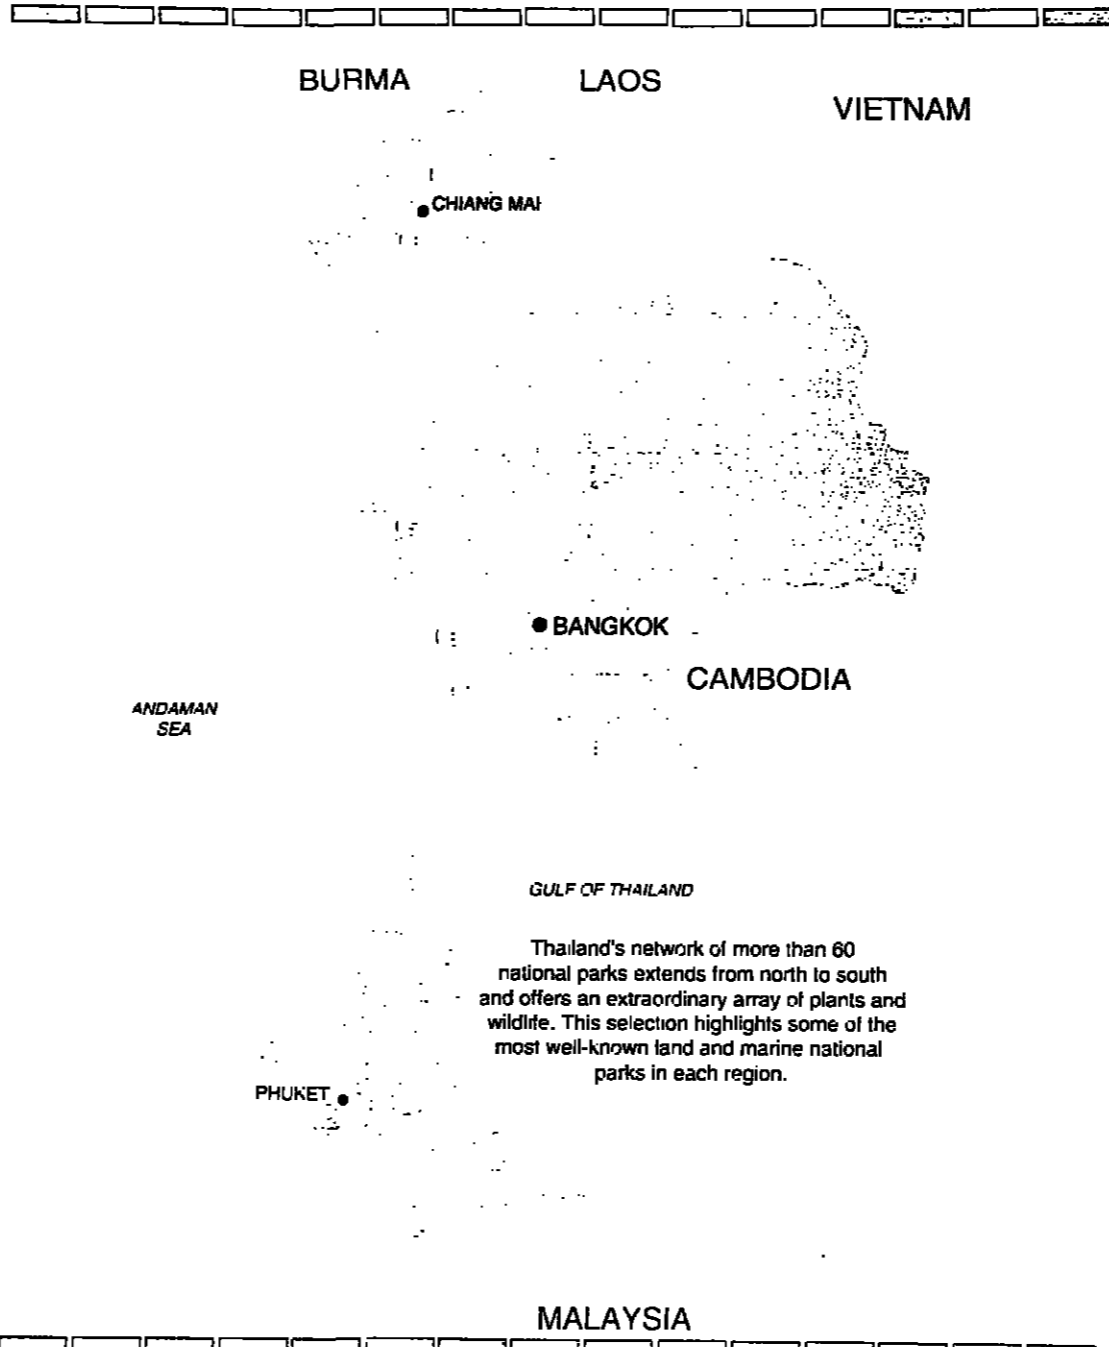 BURMA
LAOS
VIETNAM
CHIANG MAI
BANGKOK
CAMBODIA
ANDAMAN
SEA
GULF OF THAILAND
Thailand's network of more than 60
national parks extends from north to south
and offers an extraordinary array of plants and
wildlife. This selection highlights some of the
most well-known land and marine national
parks in each region.
PHUKET
MALAYSIA